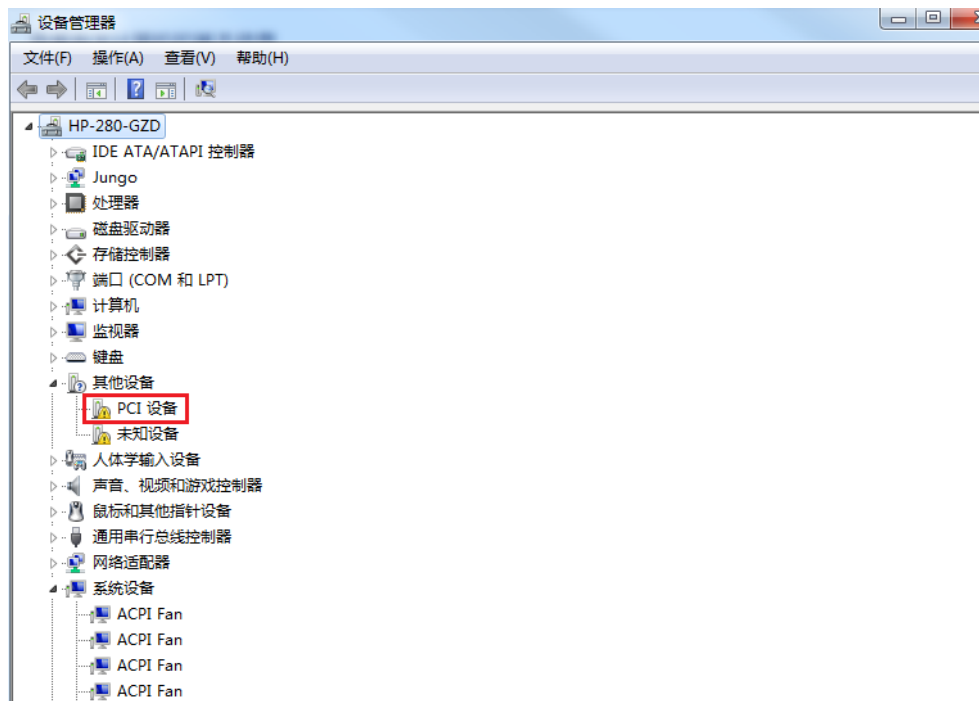 设备管理器
文件(F) 操作(A) 查看(V) 帮助(H)
HP-280-GZD
IDE ATA/ATAPI 控制器
Jungo
处理器
磁盘驱动器
存储控制器
端口 (COM 和 LPT)
计算机
监视器
键盘
其他设备
PCI 设备
未知设备
人体学输入设备
声音、视频和游戏控制器
鼠标和其他指针设备
通用串行总线控制器
网络适配器
系统设备
ACPI Fan
ACPI Fan
ACPI Fan
ACPI Fan